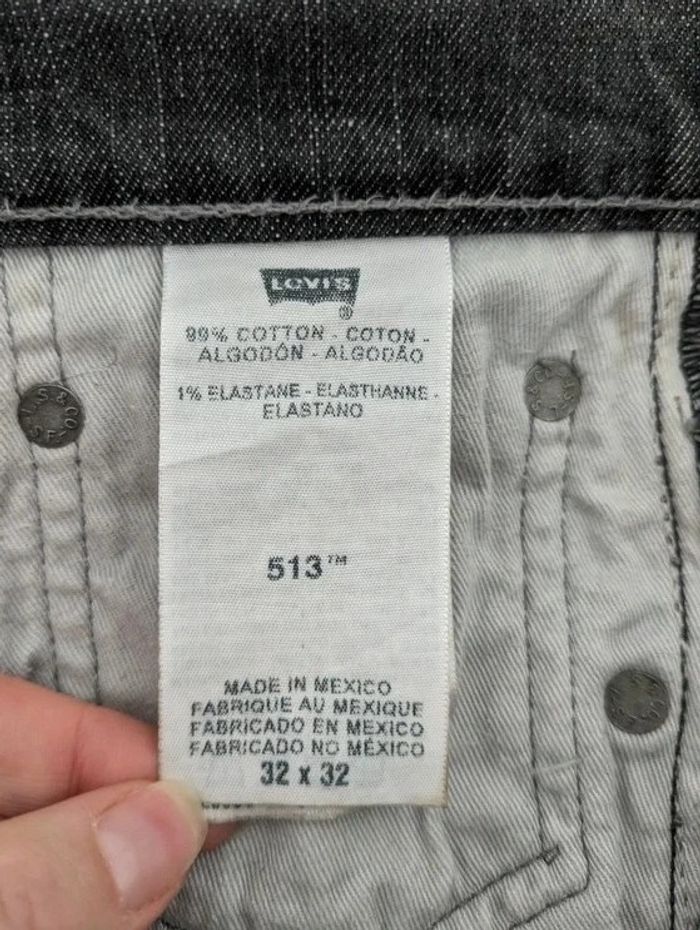 LEVI'S
®
99% COTTON - COTON -
ALGODÓN - ALGODÃO
1% ELASTANE - ELASTHANNE -
ELASTANO
513™
MADE IN MEXICO
FABRIQUE AU MEXIQUE
FABRICADO EN MEXICO
FABRICADO NO MÉXICO
32 x 32
L.S.&CO
S.F.